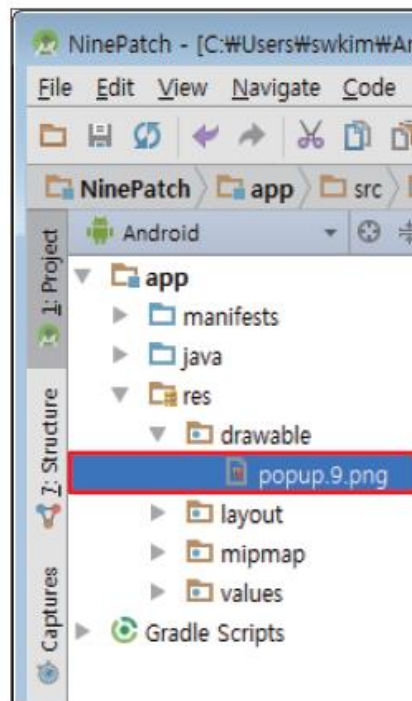 NinePatch - [C:₩Users₩swkim₩Ar
File Edit View Navigate Code
NinePatch app src
1: Project
Android
app
manifests
java
res
drawable
popup.9.png
layout
mipmap
values
Gradle Scripts
7: Structure
Captures